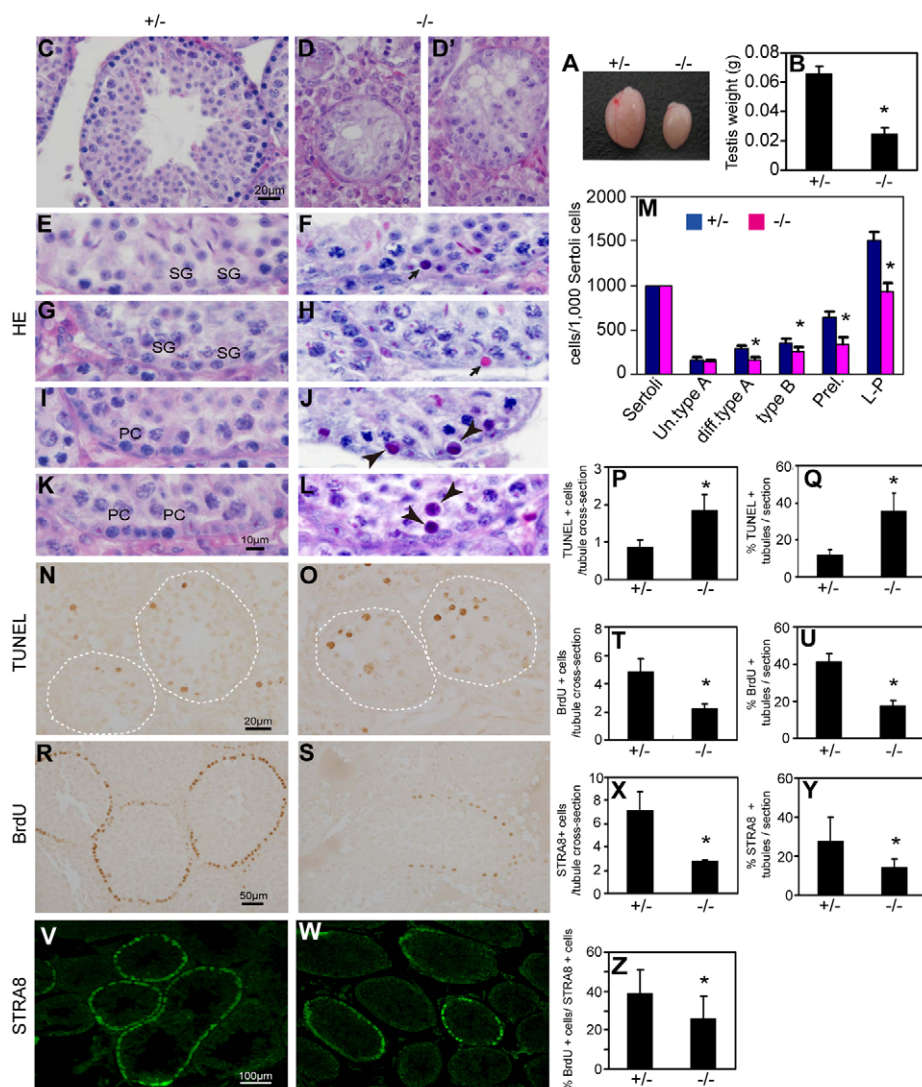 +/-
-/-
C
20µm
D
D'
A
+/-
-/-
B
Testis weight (g)
0.08
0.06
0.04
0.02
0
*
+/-
-/-
HE
E
SG
SG
F
G
SG
SG
H
I
PC
J
K
PC
PC
10µm
L
M
+/-
-/-
cells/1,000 Sertoli cells
2000
1500
1000
500
0
*
*
*
*
Sertoli
Un.type A
diff.type A
type B
Prel.
L-P
TUNEL
N
20µm
O
P
TUNEL + cells
/tubule cross-section
3
2
1
0
*
+/-
-/-
Q
% TUNEL +
tubules / section
60
40
20
0
*
+/-
-/-
BrdU
R
50µm
S
T
BrdU + cells
/tubule cross-section
8
6
4
2
0
*
+/-
-/-
U
% BrdU +
tubules / section
60
40
20
0
*
+/-
-/-
X
STRA8+ cells
/tubule cross-section
10
8
6
4
2
0
*
+/-
-/-
Y
% STRA8 +
tubules / section
60
40
20
0
*
+/-
-/-
STRA8
V
100µm
W
Z
% BrdU + cells/ STRA8 + cells
60
40
20
0
*
+/-
-/-